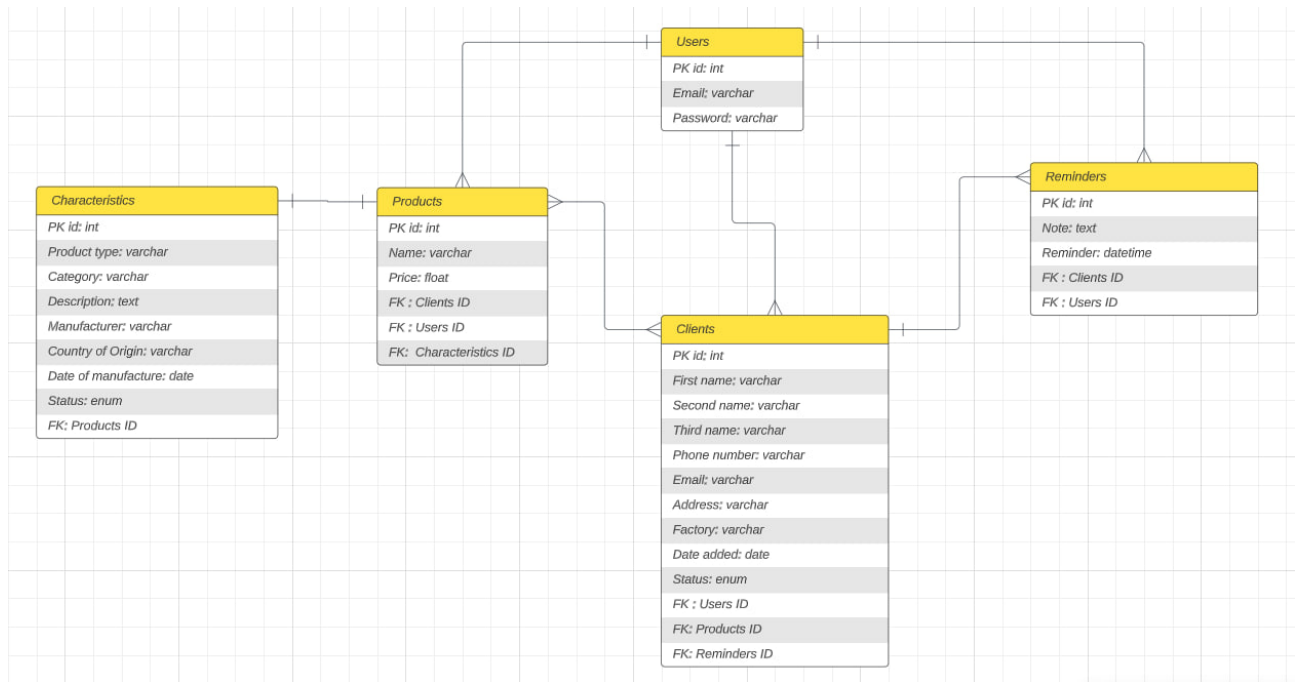 Users
PK id: int
Email: varchar
Password: varchar
Characteristics
PK id: int
Product type: varchar
Category: varchar
Description: text
Manufacturer: varchar
Country of Origin: varchar
Date of manufacture: date
Status: enum
FK: Products ID
Products
PK id: int
Name: varchar
Price: float
FK : Clients ID
FK : Users ID
FK: Characteristics ID
Reminders
PK id: int
Note: text
Reminder: datetime
FK : Clients ID
FK : Users ID
Clients
PK id: int
First name: varchar
Second name: varchar
Third name: varchar
Phone number: varchar
Email: varchar
Address: varchar
Factory: varchar
Date added: date
Status: enum
FK : Users ID
FK: Products ID
FK: Reminders ID